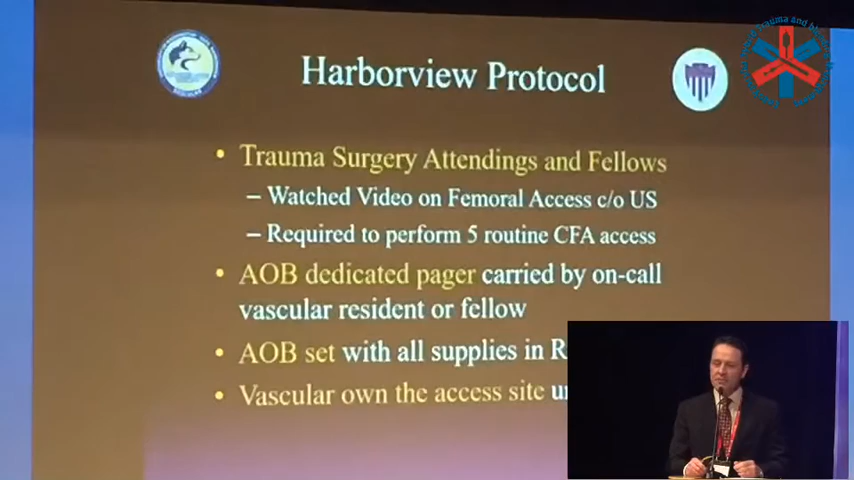 Harborview Protocol
• Trauma Surgery Attendings and Fellows
– Watched Video on Femoral Access c/o US
– Required to perform 5 routine CFA access
• AOB dedicated pager carried by on-call
vascular resident or fellow
• AOB set with all supplies in
• Vascular own the access site